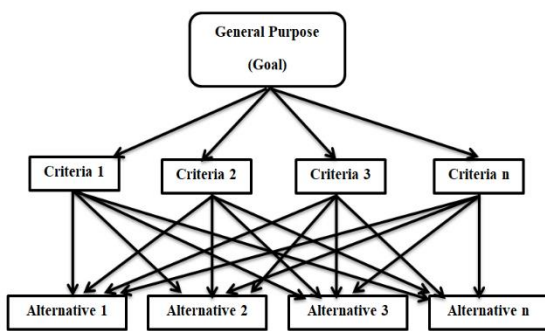 General Purpose
(Goal)
Criteria 1
Criteria 2
Criteria 3
Criteria n
Alternative 1
Alternative 2
Alternative 3
Alternative n